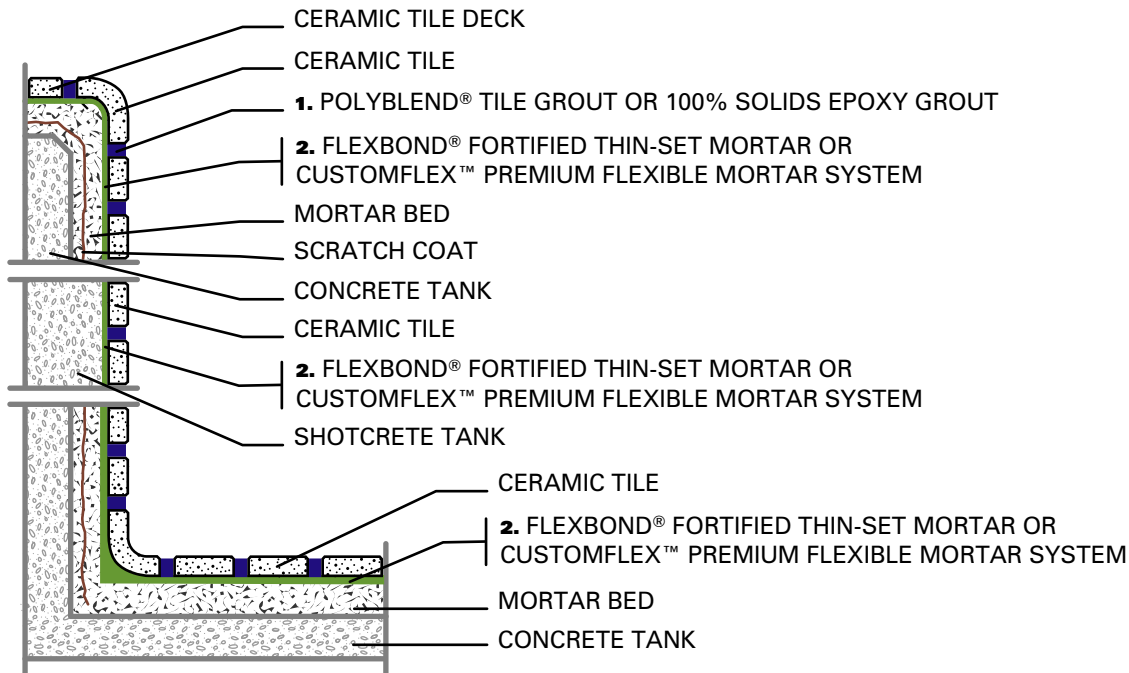 CERAMIC TILE DECK
CERAMIC TILE
1. POLYBLEND® TILE GROUT OR 100% SOLIDS EPOXY GROUT
2. FLEXBOND® FORTIFIED THIN-SET MORTAR OR
CUSTOMFLEX™ PREMIUM FLEXIBLE MORTAR SYSTEM
MORTAR BED
SCRATCH COAT
CONCRETE TANK
CERAMIC TILE
2. FLEXBOND® FORTIFIED THIN-SET MORTAR OR
CUSTOMFLEX™ PREMIUM FLEXIBLE MORTAR SYSTEM
SHOTCRETE TANK
CERAMIC TILE
2. FLEXBOND® FORTIFIED THIN-SET MORTAR OR
CUSTOMFLEX™ PREMIUM FLEXIBLE MORTAR SYSTEM
MORTAR BED
CONCRETE TANK